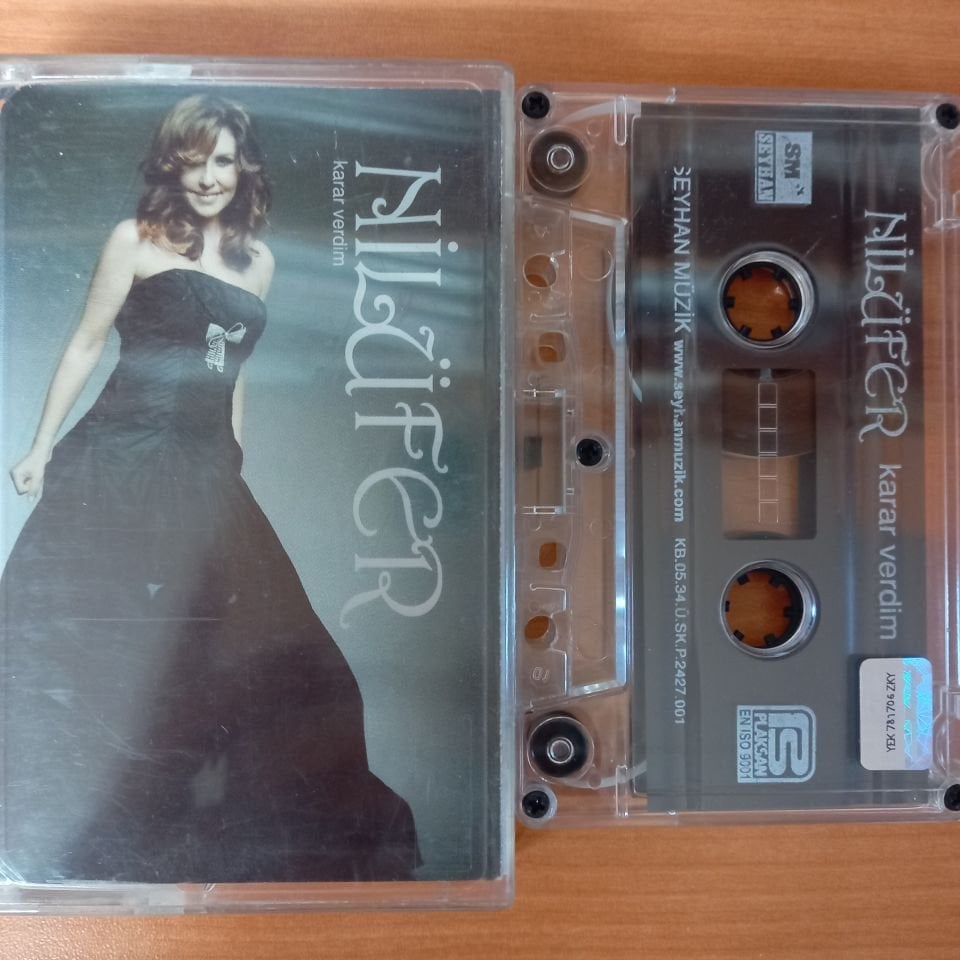 NİLÜFER
karar verdim
SM
SEYHAN
NİLÜFER karar verdim
SEYHAN MÜZİK www.seyhanmuzik.com KB.05.34.Ü.SK.P.2427.001
PLAKSAN
EN ISO 9001
YEK 781706 ZKY